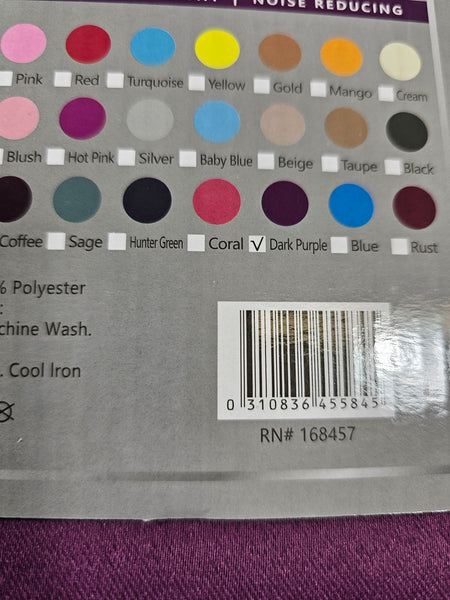 NOISE REDUCING
Pink Red Turquoise Yellow Gold Mango Cream
Blush Hot Pink Silver Baby Blue Beige Taupe Black
Coffee Sage Hunter Green Coral Dark Purple Blue Rust
% Polyester
:
chine Wash.
. Cool Iron
0 310836 455845
RN# 168457